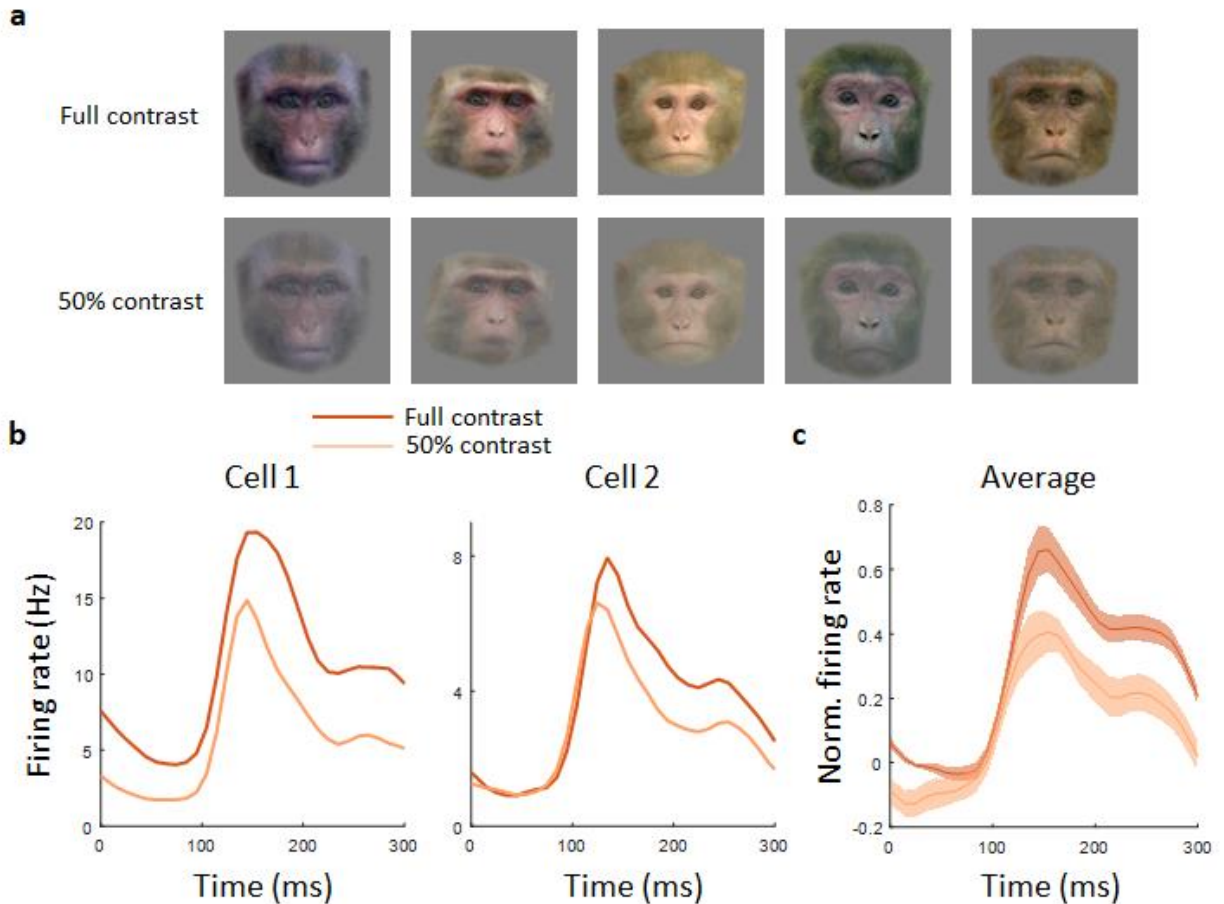 a
Full contrast
50% contrast
Full contrast
50% contrast
b
c
Cell 1
Cell 2
Average
Firing rate (Hz)
20
15
10
5
0
0 100 200 300
Time (ms)
8
4
0
0 100 200 300
Time (ms)
Norm. firing rate
0.8
0.6
0.4
0.2
0
-0.2
0 100 200 300
Time (ms)